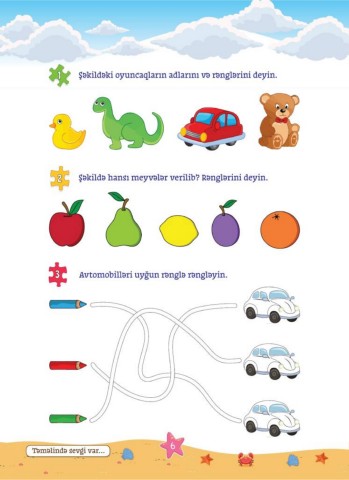 1 Şəkildəki oyuncaqların adlarını və rənglərini deyin.
2 Şəkildə hansı meyvələr verilib? Rənglərini deyin.
3 Avtomobilləri uyğun rənglə rəngləyin.
6
Təməlində sevgi var...